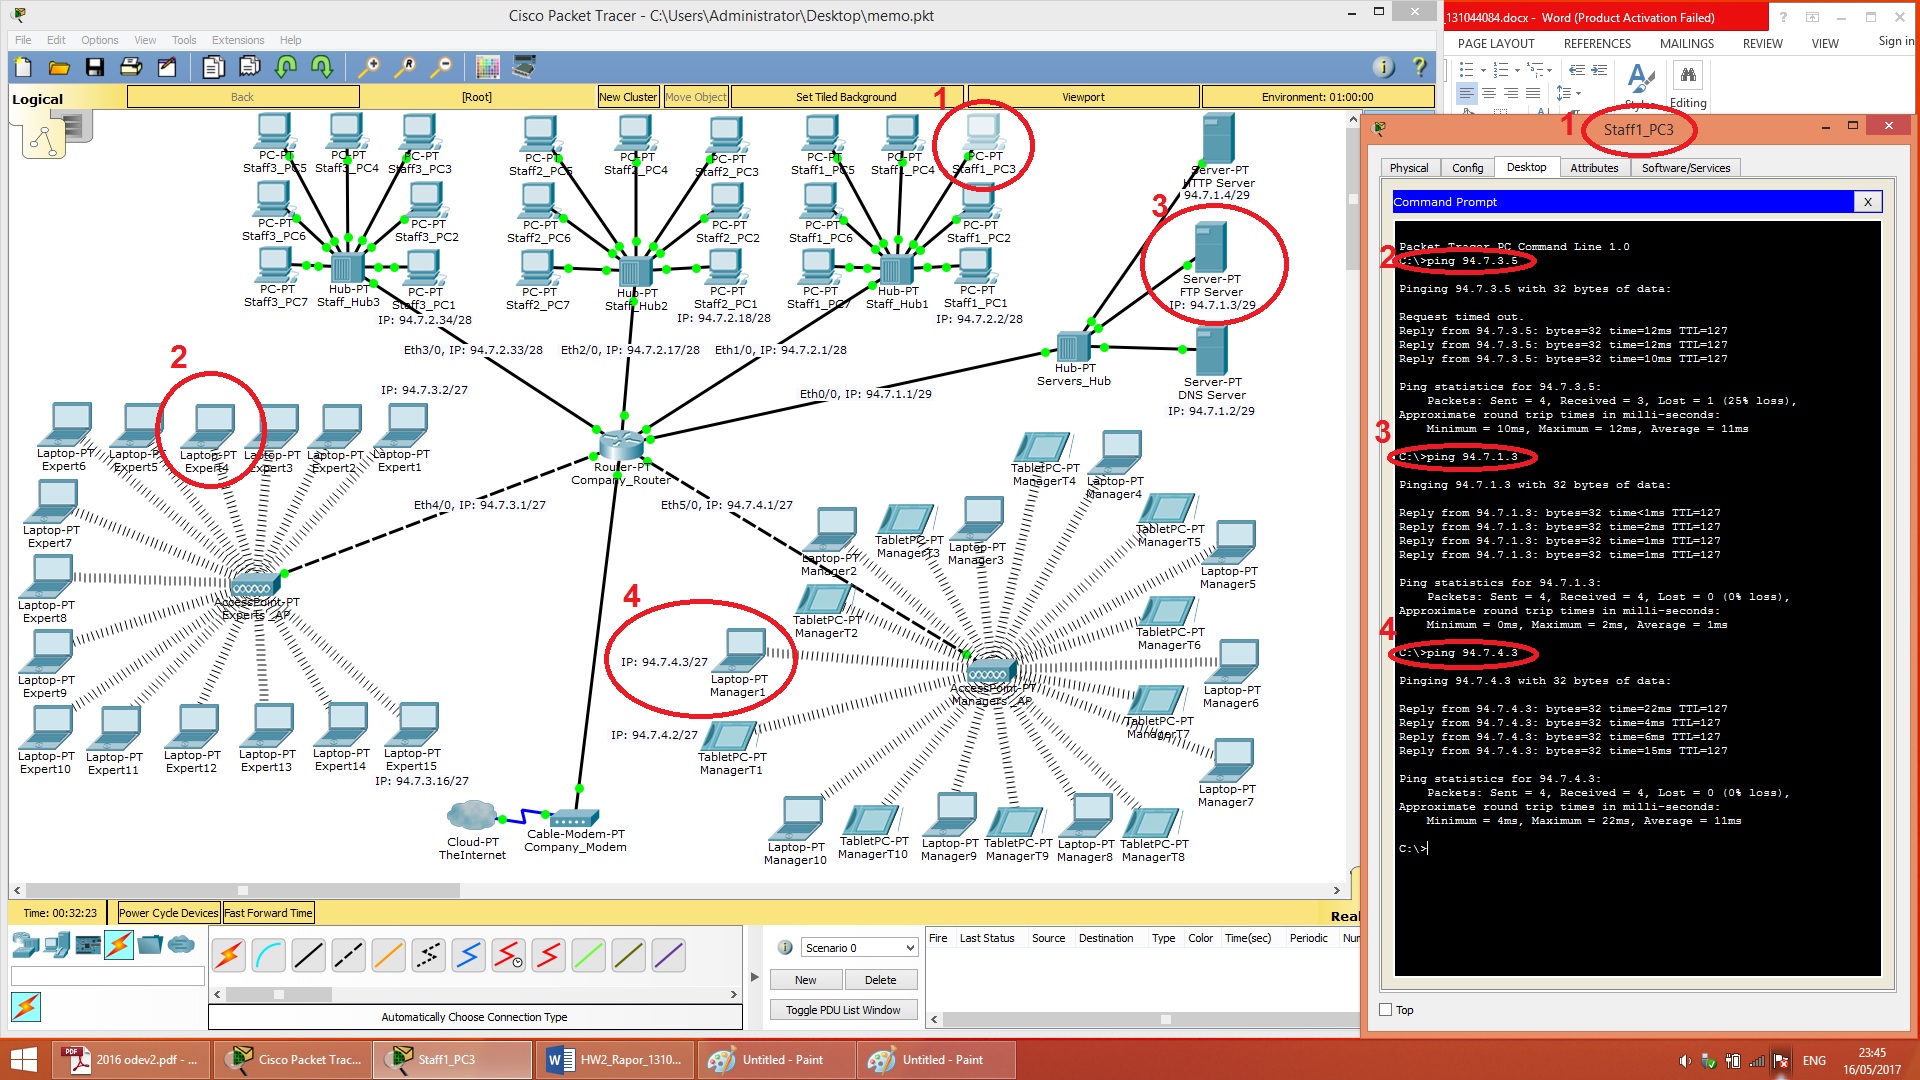 Cisco Packet Tracer - C:\Users\Administrator\Desktop\memo.pkt
_131044084.docx - Word (Product Activation Failed)
File Edit Options View Tools Extensions Help
PAGE LAYOUT REFERENCES MAILINGS REVIEW VIEW Sign in
Editing
Logical
Back
[Root]
New Cluster
Move Object
Set Tiled Background
Viewport
Environment: 01:00:00
1
PC-PT
Staff3_PC5
PC-PT
Staff3_PC4
PC-PT
Staff3_PC3
PC-PT
Staff2_PC5
PC-PT
Staff2_PC4
PC-PT
Staff2_PC3
PC-PT
Staff1_PC5
PC-PT
Staff1_PC4
PC-PT
Staff1_PC3
Server-PT
HTTP Server
94.7.1.4/29
PC-PT
Staff3_PC6
PC-PT
Staff3_PC2
PC-PT
Staff2_PC6
PC-PT
Staff2_PC2
PC-PT
Staff1_PC6
PC-PT
Staff1_PC2
3
Server-PT
FTP Server
IP: 94.7.1.3/29
PC-PT
Staff3_PC7
Hub-PT
Staff_Hub3
PC-PT
Staff3_PC1
IP: 94.7.2.34/28
PC-PT
Staff2_PC7
Hub-PT
Staff_Hub2
PC-PT
Staff2_PC1
IP: 94.7.2.18/28
PC-PT
Staff1_PC7
Hub-PT
Staff_Hub1
PC-PT
Staff1_PC1
IP: 94.7.2.2/28
Eth3/0, IP: 94.7.2.33/28
Eth2/0, IP: 94.7.2.17/28
Eth1/0, IP: 94.7.2.1/28
Hub-PT
Servers_Hub
Server-PT
DNS Server
IP: 94.7.1.2/29
Eth0/0, IP: 94.7.1.1/29
2
IP: 94.7.3.2/27
Laptop-PT
Expert6
Laptop-PT
Expert5
Laptop-PT
Expert4
Laptop-PT
Expert3
Laptop-PT
Expert2
Laptop-PT
Expert1
Router-PT
Company_Router
Eth4/0, IP: 94.7.3.1/27
Eth5/0, IP: 94.7.4.1/27
Laptop-PT
Expert7
Laptop-PT
Expert8
AccessPoint-PT
Experts_AP
Laptop-PT
Expert9
Laptop-PT
Expert10
Laptop-PT
Expert11
Laptop-PT
Expert12
Laptop-PT
Expert13
Laptop-PT
Expert14
Laptop-PT
Expert15
IP: 94.7.3.16/27
TabletPC-PT
ManagerT4
Laptop-PT
Manager4
Laptop-PT
Manager2
TabletPC-PT
ManagerT3
Laptop-PT
Manager3
TabletPC-PT
ManagerT5
Laptop-PT
Manager5
TabletPC-PT
ManagerT2
TabletPC-PT
ManagerT6
4
IP: 94.7.4.3/27
Laptop-PT
Manager1
AccessPoint-PT
Managers_AP
Laptop-PT
Manager6
IP: 94.7.4.2/27
TabletPC-PT
ManagerT1
TabletPC-PT
ManagerT7
Laptop-PT
Manager7
Laptop-PT
Manager10
TabletPC-PT
ManagerT10
Laptop-PT
Manager9
TabletPC-PT
ManagerT9
Laptop-PT
Manager8
TabletPC-PT
ManagerT8
Cloud-PT
TheInternet
Cable-Modem-PT
Company_Modem
1 Staff1_PC3
Physical Config Desktop Attributes Software/Services
Command Prompt X
Packet Tracer PC Command Line 1.0
2 C:\>ping 94.7.3.5
Pinging 94.7.3.5 with 32 bytes of data:
Request timed out.
Reply from 94.7.3.5: bytes=32 time=12ms TTL=127
Reply from 94.7.3.5: bytes=32 time=12ms TTL=127
Reply from 94.7.3.5: bytes=32 time=10ms TTL=127
Ping statistics for 94.7.3.5:
Packets: Sent = 4, Received = 3, Lost = 1 (25% loss),
Approximate round trip times in milli-seconds:
Minimum = 10ms, Maximum = 12ms, Average = 11ms
3 C:\>ping 94.7.1.3
Pinging 94.7.1.3 with 32 bytes of data:
Reply from 94.7.1.3: bytes=32 time<1ms TTL=127
Reply from 94.7.1.3: bytes=32 time=2ms TTL=127
Reply from 94.7.1.3: bytes=32 time=1ms TTL=127
Reply from 94.7.1.3: bytes=32 time=1ms TTL=127
Ping statistics for 94.7.1.3:
Packets: Sent = 4, Received = 4, Lost = 0 (0% loss),
Approximate round trip times in milli-seconds:
Minimum = 0ms, Maximum = 2ms, Average = 1ms
4 C:\>ping 94.7.4.3
Pinging 94.7.4.3 with 32 bytes of data:
Reply from 94.7.4.3: bytes=32 time=22ms TTL=127
Reply from 94.7.4.3: bytes=32 time=4ms TTL=127
Reply from 94.7.4.3: bytes=32 time=6ms TTL=127
Reply from 94.7.4.3: bytes=32 time=15ms TTL=127
Ping statistics for 94.7.4.3:
Packets: Sent = 4, Received = 4, Lost = 0 (0% loss),
Approximate round trip times in milli-seconds:
Minimum = 4ms, Maximum = 22ms, Average = 11ms
C:\>
Top
Time: 00:32:23 Power Cycle Devices Fast Forward Time
Real
Scenario 0
New Delete
Toggle PDU List Window
Fire Last Status Source Destination Type Color Time(sec) Periodic Num
Automatically Choose Connection Type
2016 odev2.pdf - ...
Cisco Packet Trac...
Staff1_PC3
HW2_Rapor_1310...
Untitled - Paint
Untitled - Paint
ENG
23:45
16/05/2017